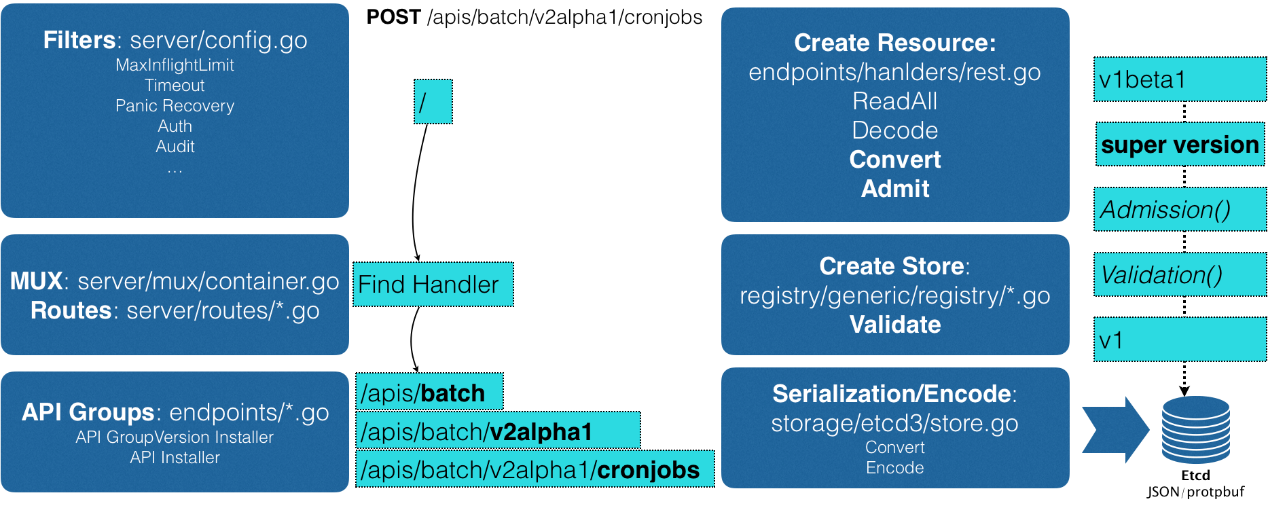 POST /apis/batch/v2alpha1/cronjobs
Filters: server/config.go
MaxInflightLimit
Timeout
Panic Recovery
Auth
Audit
...
/
MUX: server/mux/container.go
Routes: server/routes/*.go
Find Handler
API Groups: endpoints/*.go
API GroupVersion Installer
API Installer
/apis/batch
/apis/batch/v2alpha1
/apis/batch/v2alpha1/cronjobs
Create Resource:
endpoints/hanlders/rest.go
ReadAll
Decode
Convert
Admit
Create Store:
registry/generic/registry/*.go
Validate
Serialization/Encode:
storage/etcd3/store.go
Convert
Encode
v1beta1
super version
Admission()
Validation()
v1
Etcd
JSON/protpbuf